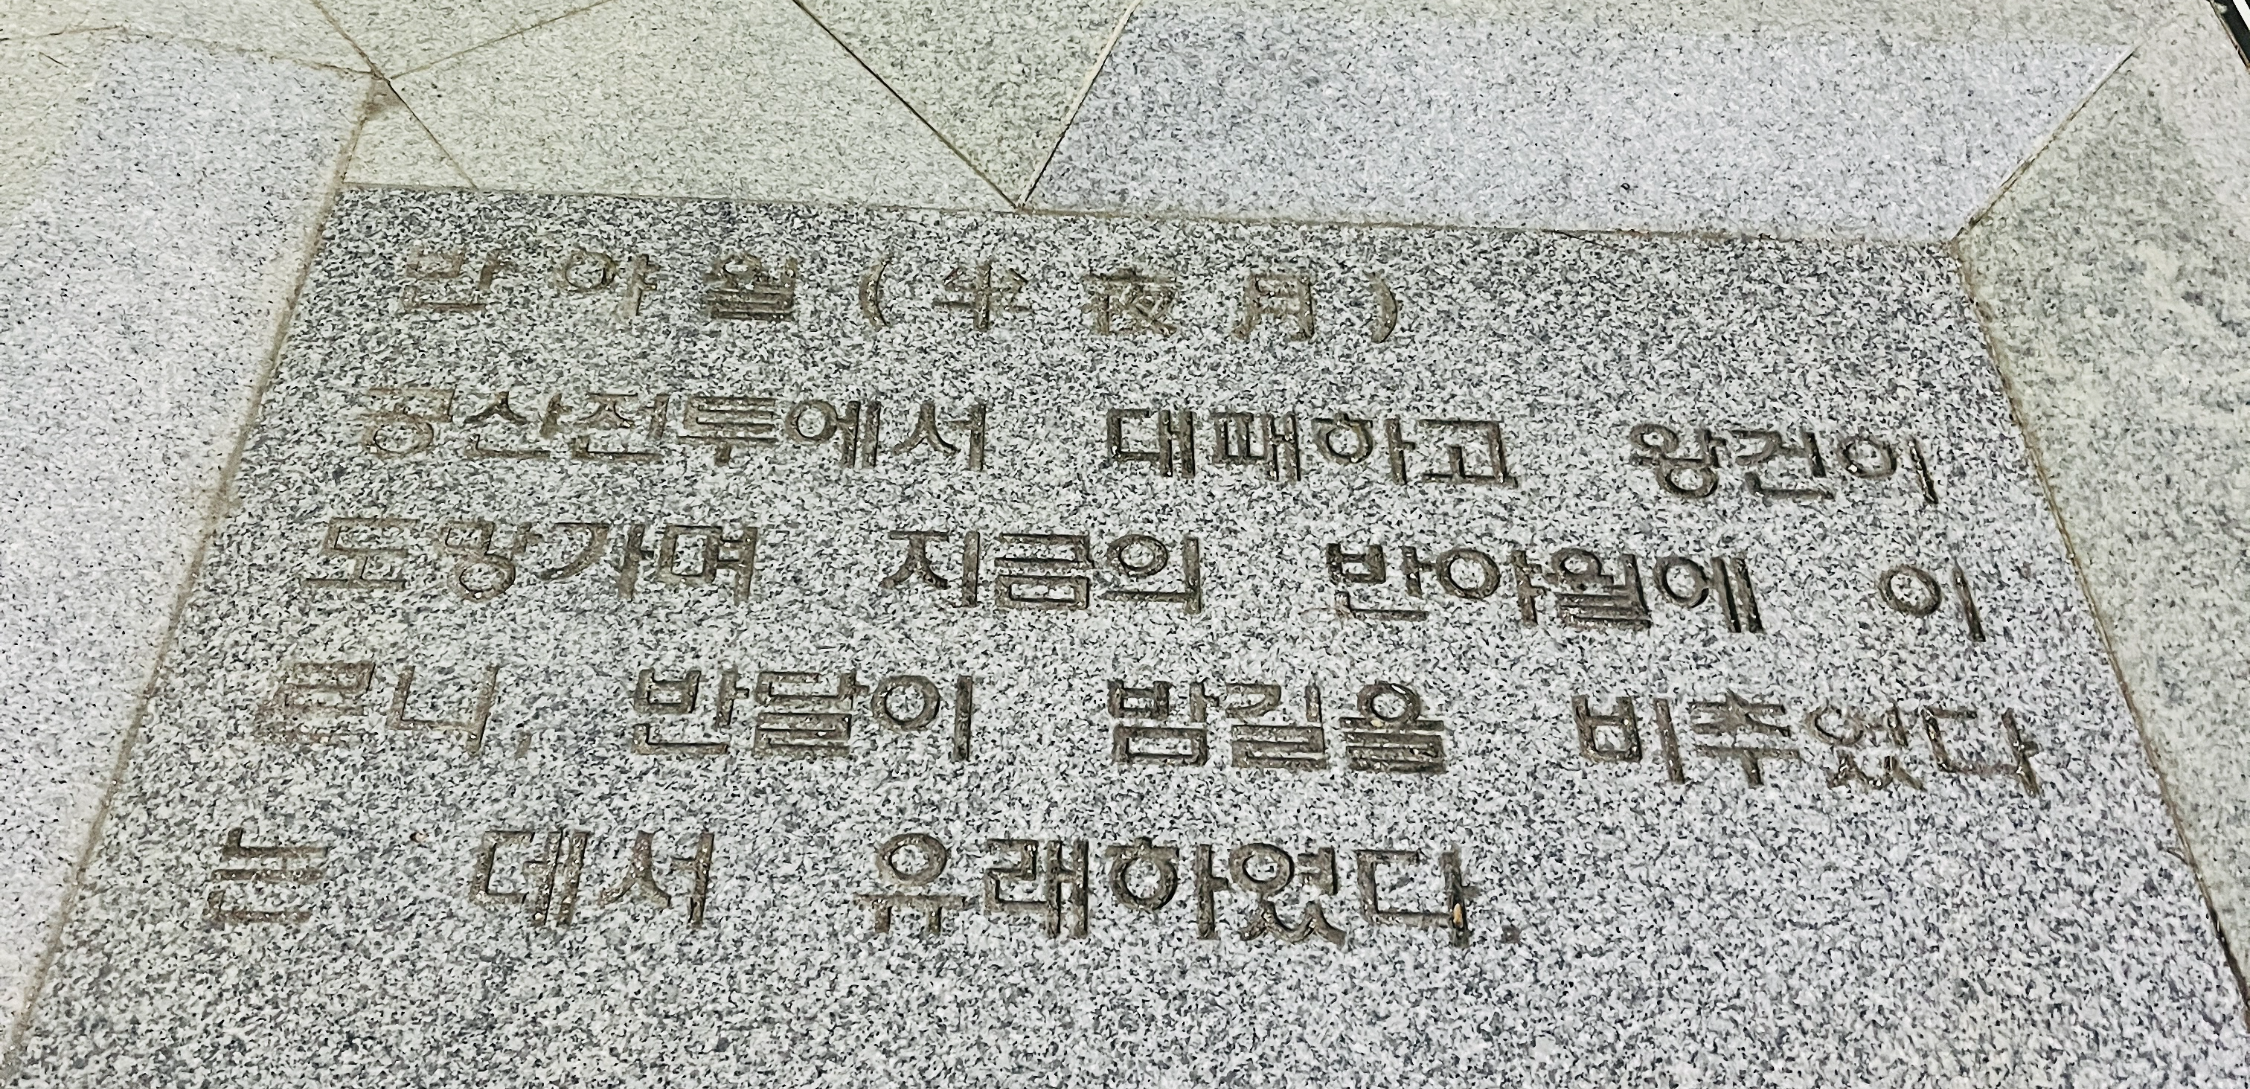 반야월(半夜月)
공산전투에서 대패하고 왕건이
도망가며 지금의 반야월에 이
르니, 반달이 밤길을 비추었다
는 데서 유래하였다.